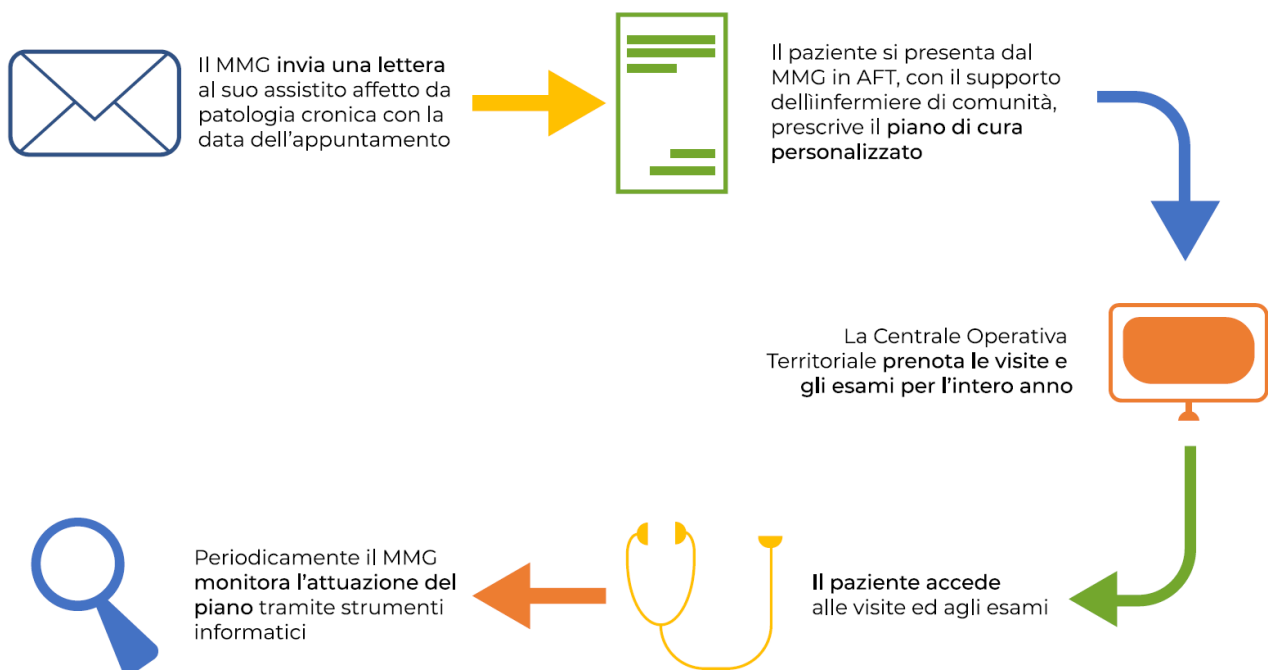 Il MMG invia una lettera
al suo assistito affetto da
patologia cronica con la
data dell’appuntamento
Il paziente si presenta dal
MMG in AFT, con il supporto
dellìinfermiere di comunità,
prescrive il piano di cura
personalizzato
La Centrale Operativa
Territoriale prenota le visite e
gli esami per l’intero anno
Il paziente accede
alle visite ed agli esami
Periodicamente il MMG
monitora l’attuazione del
piano tramite strumenti
informatici